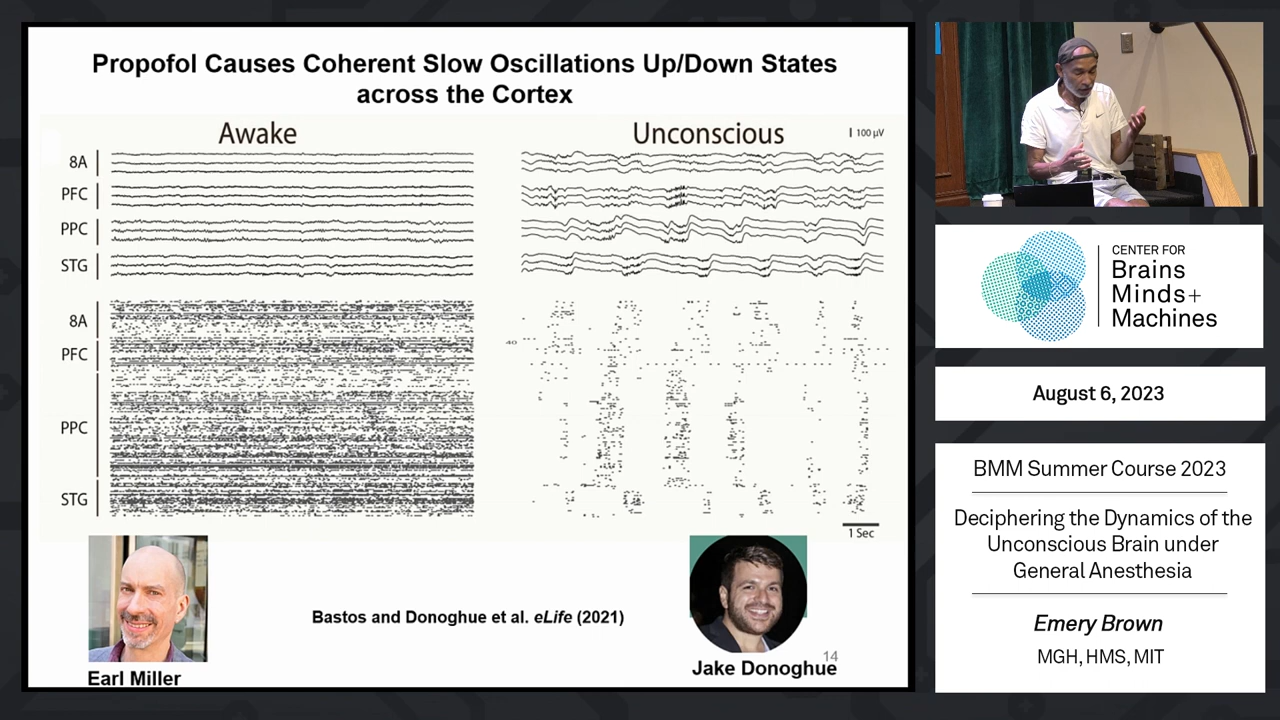 Propofol Causes Coherent Slow Oscillations Up/Down States
across the Cortex
Awake
Unconscious
100 µV
8A
PFC
PPC
STG
8A
PFC
PPC
STG
40
1 Sec
Bastos and Donoghue et al. eLife (2021)
Earl Miller
14
Jake Donoghue
CENTER FOR
Brains
Minds+
Machines
August 6, 2023
BMM Summer Course 2023
Deciphering the Dynamics of the
Unconscious Brain under
General Anesthesia
Emery Brown
MGH, HMS, MIT